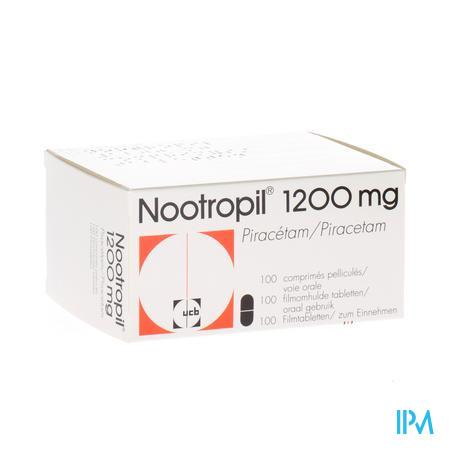 Nootropil® 1200 mg
Piracétam/Piracetam
100 comprimés pelliculés/
voie orale
100 filmomhulde tabletten/
oraal gebruik
100 Filmtabletten/ zum Einnehmen
ucb
Nootropil®
1200 mg
IPM